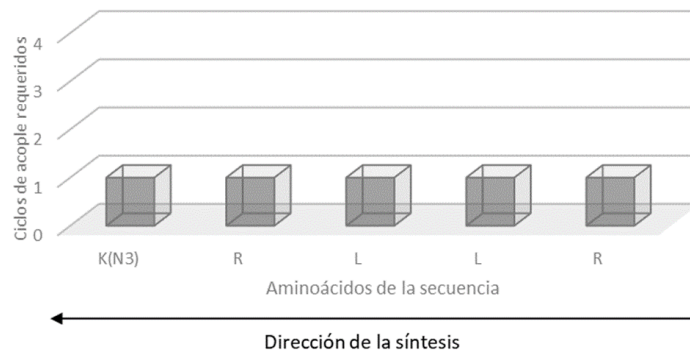 Ciclos de acople requeridos
4
3
2
1
0
K(N3) R L L R
Aminoácidos de la secuencia
Dirección de la síntesis